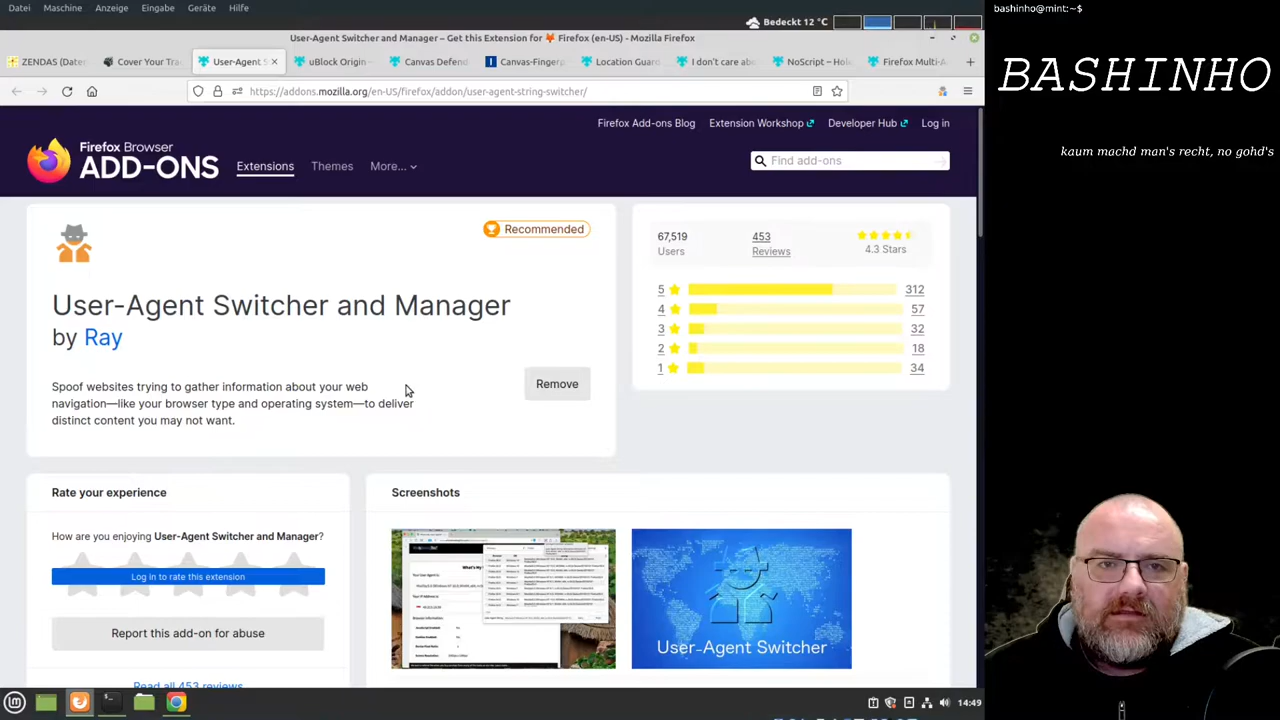 Datei Maschine Anzeige Eingabe Geräte Hilfe
bashinho@mint:~$
Bedeckt 12 °C
User-Agent Switcher and Manager – Get this Extension for 🦊 Firefox (en-US) - Mozilla Firefox
ZENDAS (Date Cover Your Tra User-Agent S uBlock Origin – Canvas Defend Canvas-Fingerp Location Guard I don't care abo NoScript – Hol Firefox Multi-A
https://addons.mozilla.org/en-US/firefox/addon/user-agent-string-switcher/
BASHINHO
kaum machd man's recht, no gohd's
Firefox Add-ons Blog Extension Workshop Developer Hub Log in
Firefox Browser
ADD-ONS
Extensions Themes More...
Find add-ons
Recommended
67,519 453
Users Reviews 4.3 Stars
5 312
4 57
3 32
2 18
1 34
User-Agent Switcher and Manager
by Ray
Spoof websites trying to gather information about your web
navigation—like your browser type and operating system—to deliver
distinct content you may not want.
Remove
Rate your experience
How are you enjoying User-Agent Switcher and Manager?
Log in to rate this extension
Report this add-on for abuse
Read all 453 reviews
Screenshots
User-Agent Switcher
14:49